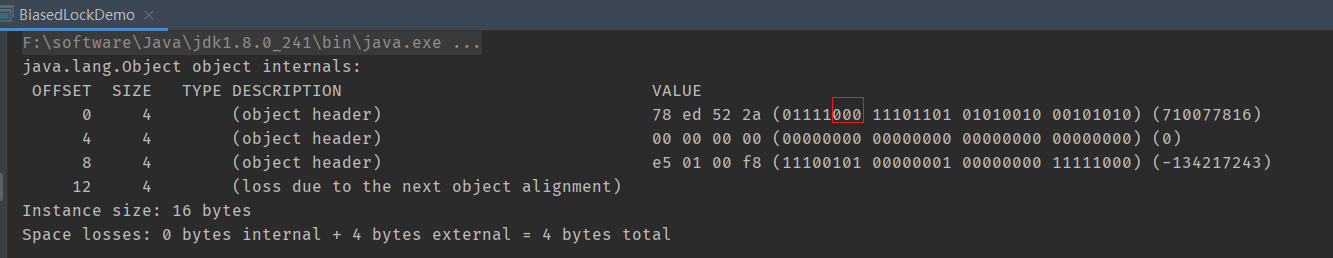 BiasedLockDemo ×
F:\software\Java\jdk1.8.0_241\bin\java.exe ...
java.lang.Object object internals:
OFFSET SIZE TYPE DESCRIPTION VALUE
0 4 (object header) 78 ed 52 2a (01111000 11101101 01010010 00101010) (710077816)
4 4 (object header) 00 00 00 00 (00000000 00000000 00000000 00000000) (0)
8 4 (object header) e5 01 00 f8 (11100101 00000001 00000000 11111000) (-134217243)
12 4 (loss due to the next object alignment)
Instance size: 16 bytes
Space losses: 0 bytes internal + 4 bytes external = 4 bytes total